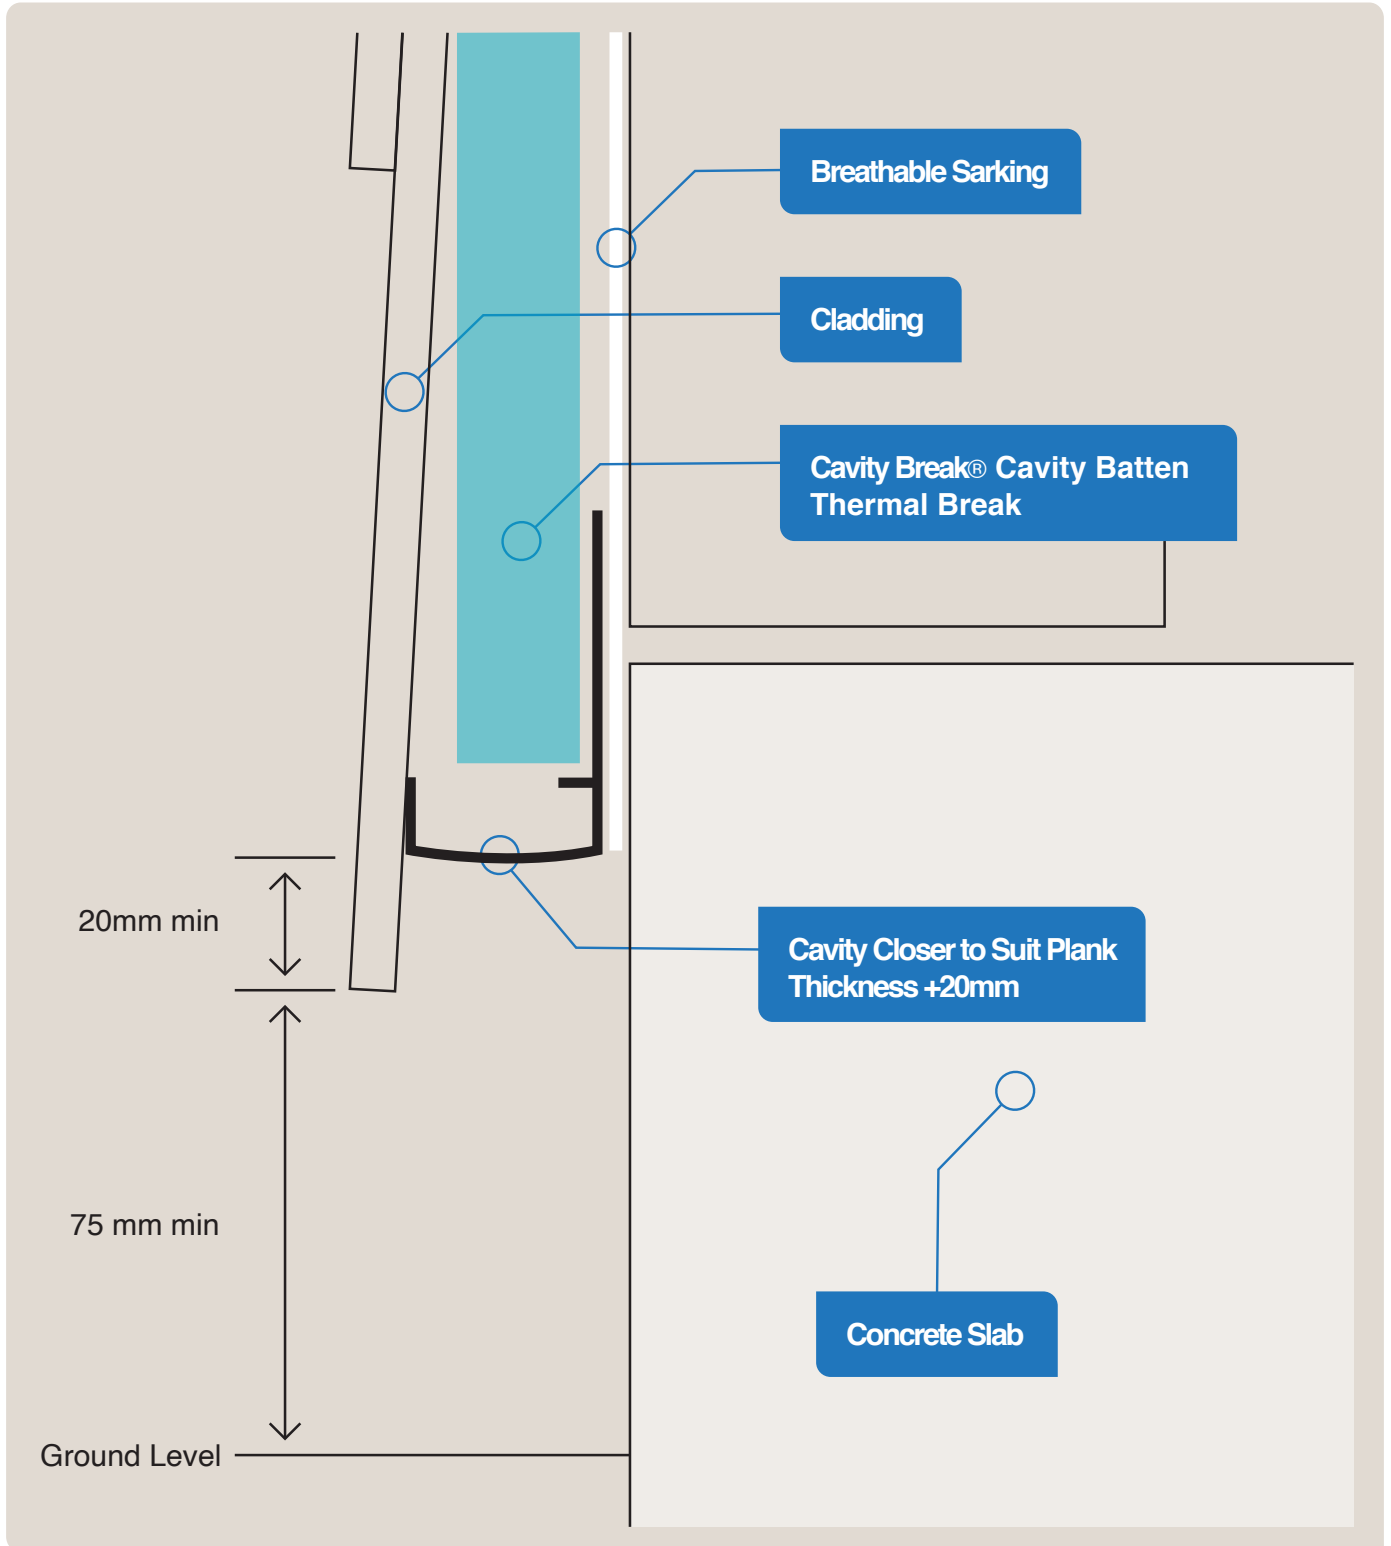 Breathable Sarking
Cladding
Cavity Break® Cavity Batten
Thermal Break
20mm min
Cavity Closer to Suit Plank
Thickness +20mm
75 mm min
Concrete Slab
Ground Level